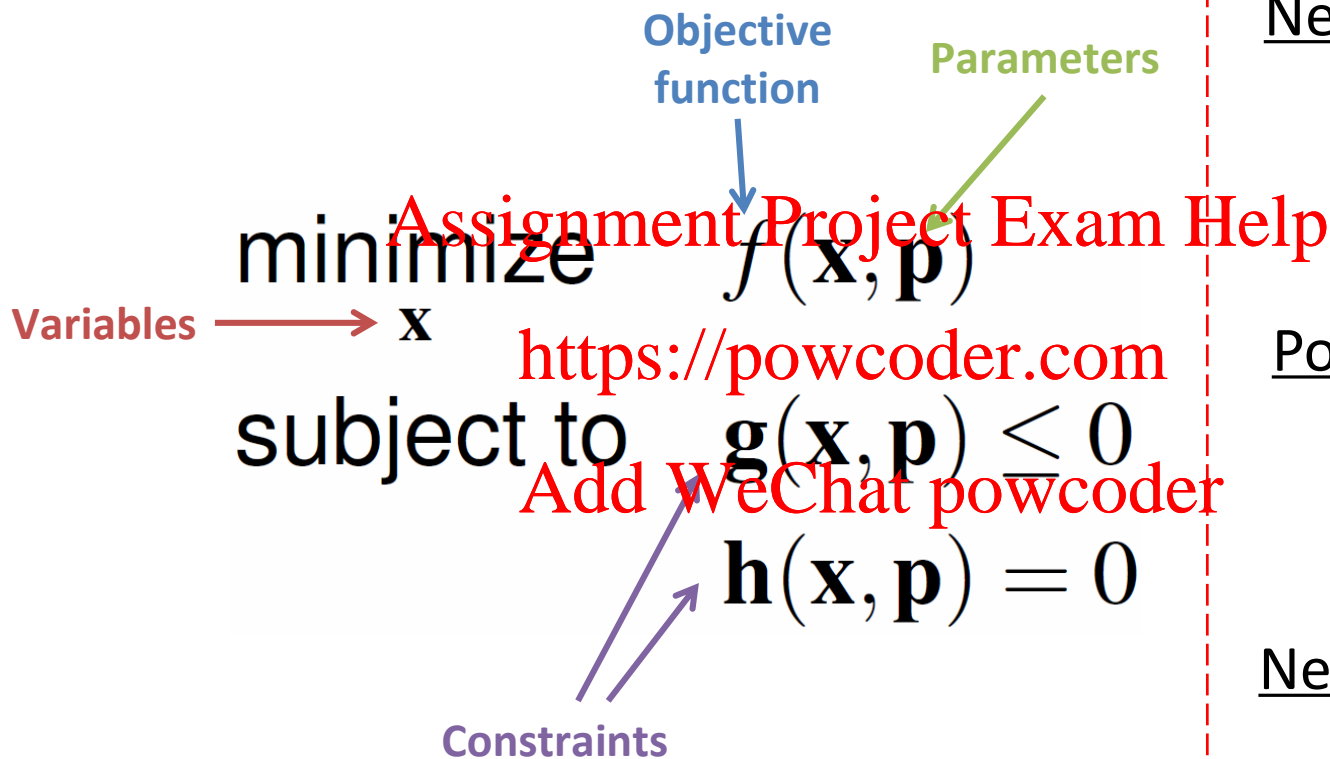 Objective
function
Parameters
minimize f(x, p)
Assignment Project Exam Help
Variables
x
https://powcoder.com
subject to g(x, p) ≤ 0
Add WeChat powcoder
h(x, p) = 0
Constraints
Ne
Po
Ne